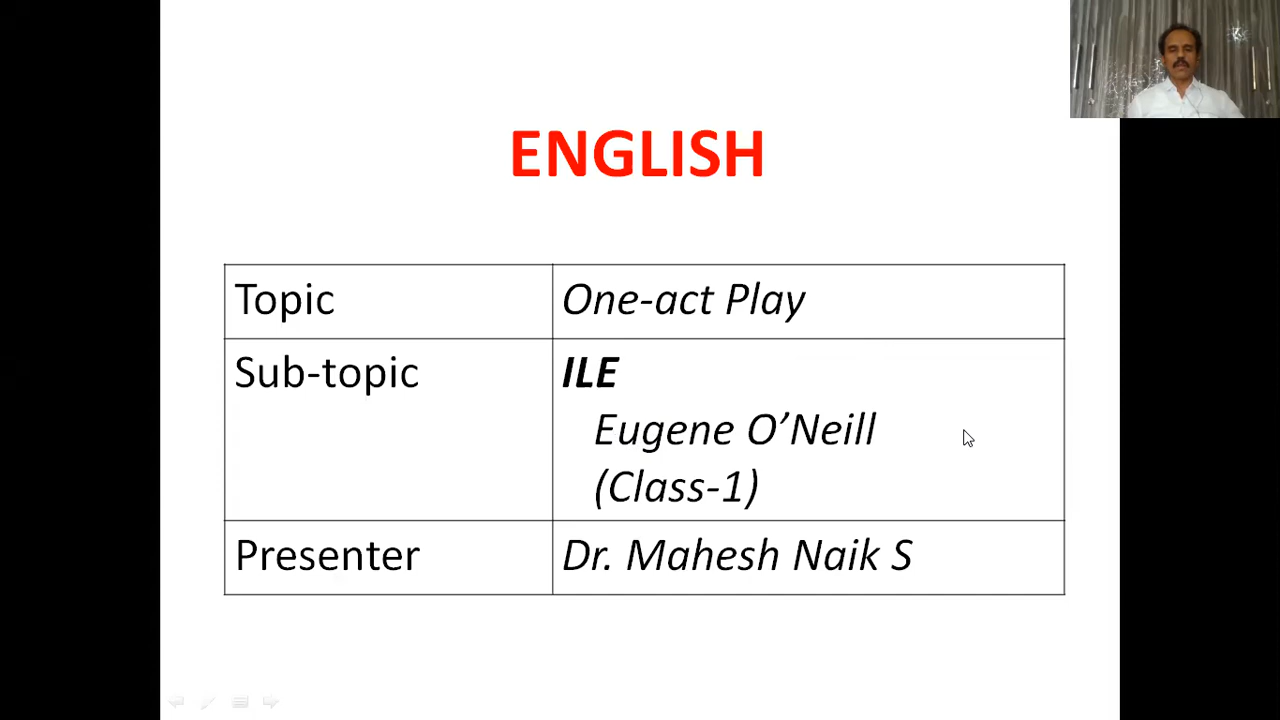 ENGLISH
Topic
One-act Play
Sub-topic
ILE
Eugene O’Neill
(Class-1)
Presenter
Dr. Mahesh Naik S